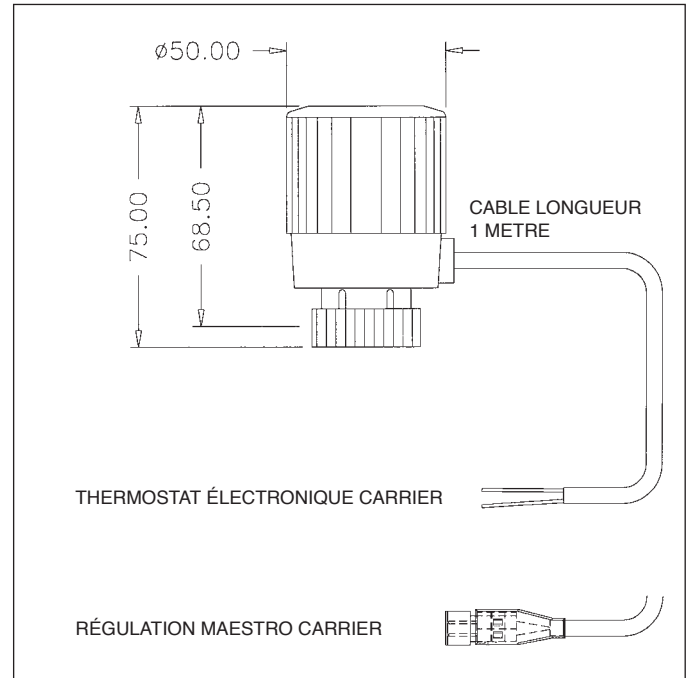 ø50.00
75.00
68.50
CABLE LONGUEUR
1 METRE
THERMOSTAT ÉLECTRONIQUE CARRIER
RÉGULATION MAESTRO CARRIER